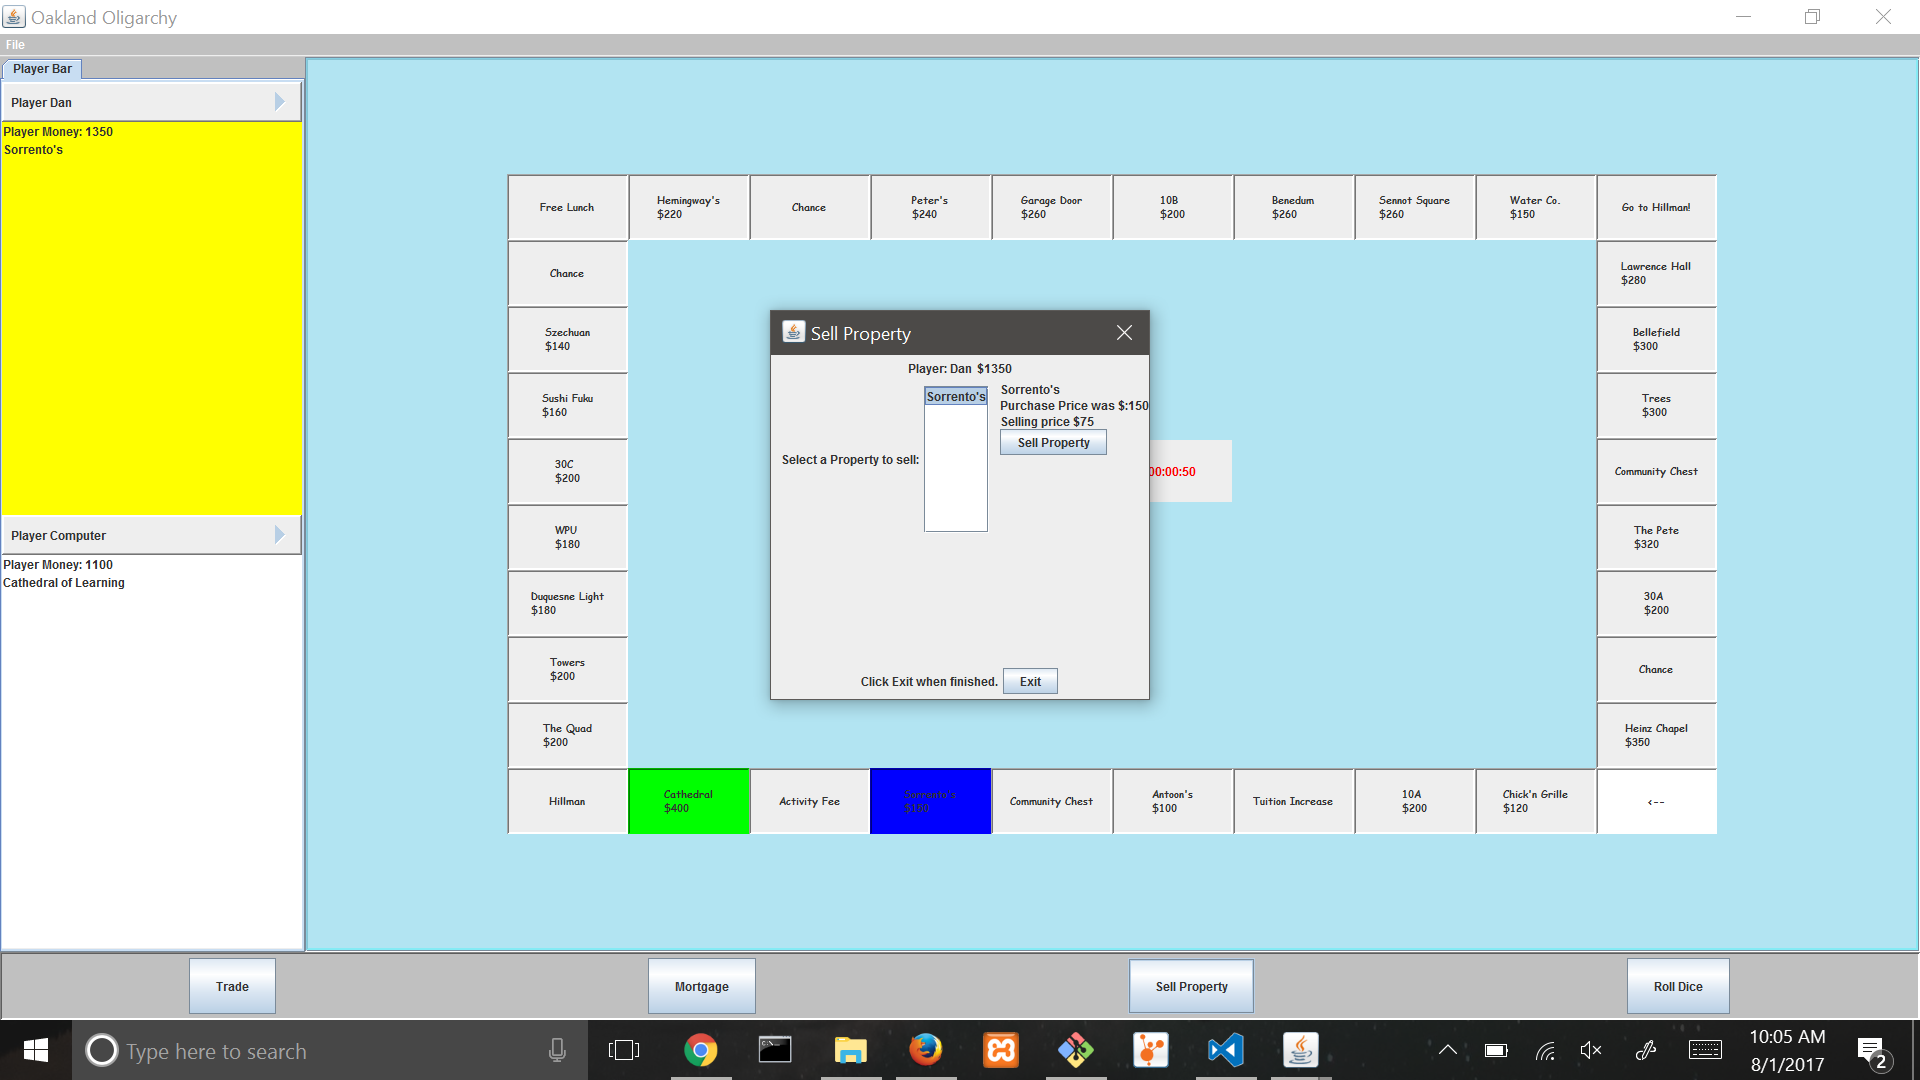 Oakland Oligarchy
File
Player Bar
Player Dan
Player Money: 1350
Sorrento's
Player Computer
Player Money: 1100
Cathedral of Learning
Free Lunch
Hemingway's
$220
Chance
Peter's
$240
Garage Door
$260
10B
$200
Benedum
$260
Sennot Square
$260
Water Co.
$150
Go to Hillman!
Chance
Szechuan
$140
Sushi Fuku
$160
30C
$200
WPU
$180
Duquesne Light
$180
Towers
$200
The Quad
$200
Lawrence Hall
$280
Bellefield
$300
Trees
$300
Community Chest
The Pete
$320
30A
$200
Chance
Heinz Chapel
$350
Sell Property
Player: Dan $1350
Select a Property to sell:
Sorrento's
Sorrento's
Purchase Price was $:150
Selling price $75
Sell Property
Click Exit when finished.
Exit
00:00:50
Hillman
Cathedral
$400
Activity Fee
Sorrento's
$150
Community Chest
Antoon's
$100
Tuition Increase
10A
$200
Chick'n Grille
$120
<--
Trade
Mortgage
Sell Property
Roll Dice
Type here to search
10:05 AM
8/1/2017
2